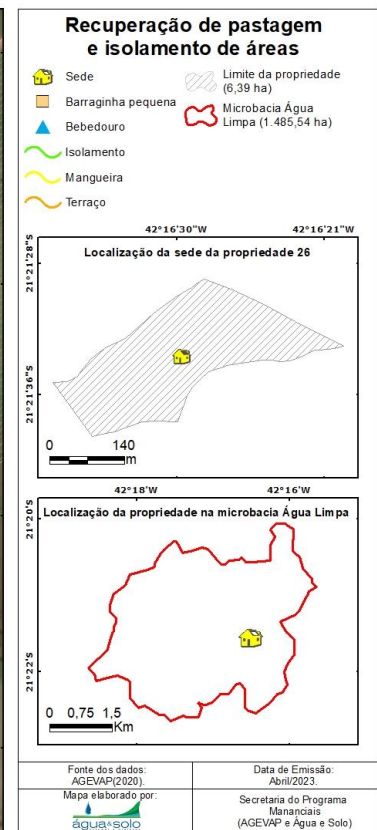 Recuperação de pastagem
e isolamento de áreas
Sede
Barraginha pequena
Bebedouro
Isolamento
Mangueira
Terraço
Limite da propriedade
(6,39 ha)
Microbacia Água
Limpa (1.485,54 ha)
42°16'30"W 42°16'21"W
Localização da sede da propriedade 26
21°21'28"S
21°21'36"S
0 140
m
42°18'W 42°16'W
Localização da propriedade na microbacia Água Limpa
21°20'S
21°22'S
0 0,75 1,5
Km
Fonte dos dados:
AGEVAP(2020).
Data de Emissão:
Abril/2023.
Mapa elaborado por:
água e solo
Secretaria do Programa
Mananciais
(AGEVAP e Água e Solo)